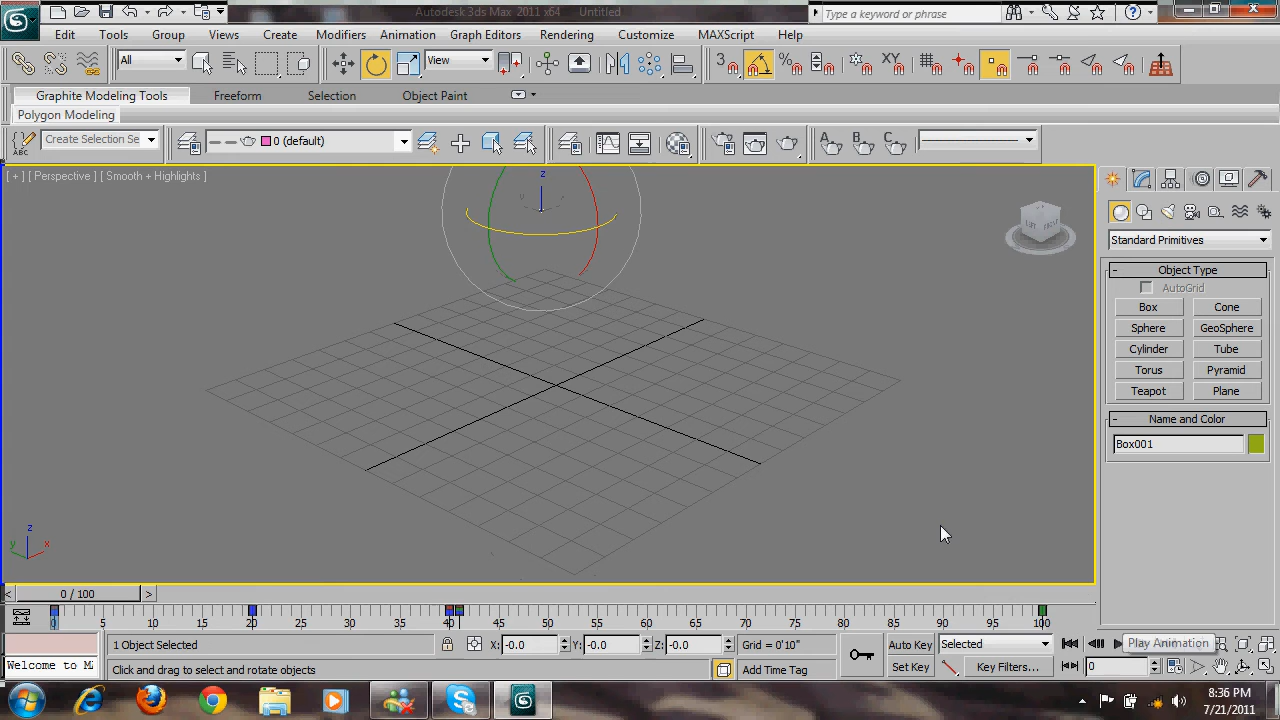 Autodesk 3ds Max 2011 x64 Untitled
Type a keyword or phrase
Edit Tools Group Views Create Modifiers Animation Graph Editors Rendering Customize MAXScript Help
All View 3 % XY
Graphite Modeling Tools Freeform Selection Object Paint
Polygon Modeling
ABC Create Selection Se 0 (default) A B C
[ + ] [ Perspective ] [ Smooth + Highlights ]
z
Standard Primitives
- Object Type
AutoGrid
Box Cone
Sphere GeoSphere
Cylinder Tube
Torus Pyramid
Teapot Plane
- Name and Color
Box001
z
y x
< 0 / 100 >
0 5 10 15 20 25 30 35 40 45 50 55 60 65 70 75 80 85 90 95 100
1 Object Selected X: -0.0 Y: -0.0 Z: -0.0 Grid = 0'10" Auto Key Selected Play Animation
Welcome to M Click and drag to select and rotate objects Add Time Tag Set Key Key Filters... 0
8:36 PM
7/21/2011